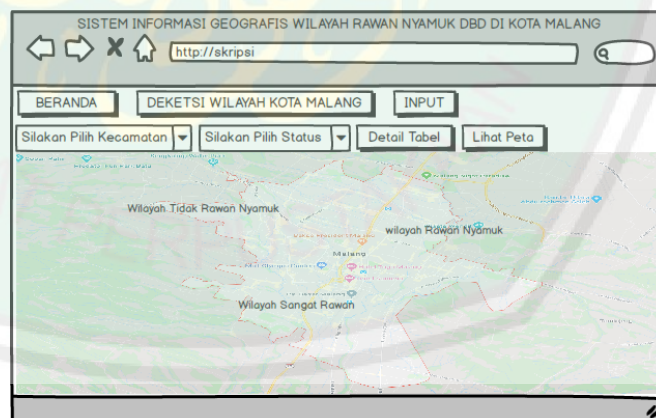 SISTEM INFORMASI GEOGRAFIS WILAYAH RAWAN NYAMUK DBD DI KOTA MALANG
http://skripsi
BERANDA DEKETSI WILAYAH KOTA MALANG INPUT
Silakan Pilih Kecamatan Silakan Pilih Status Detail Tabel Lihat Peta
WIlayah Tidak Rawan Nyamuk
wilayah Rawan Nyamuk
Malang
Wilayah Sangat Rawan